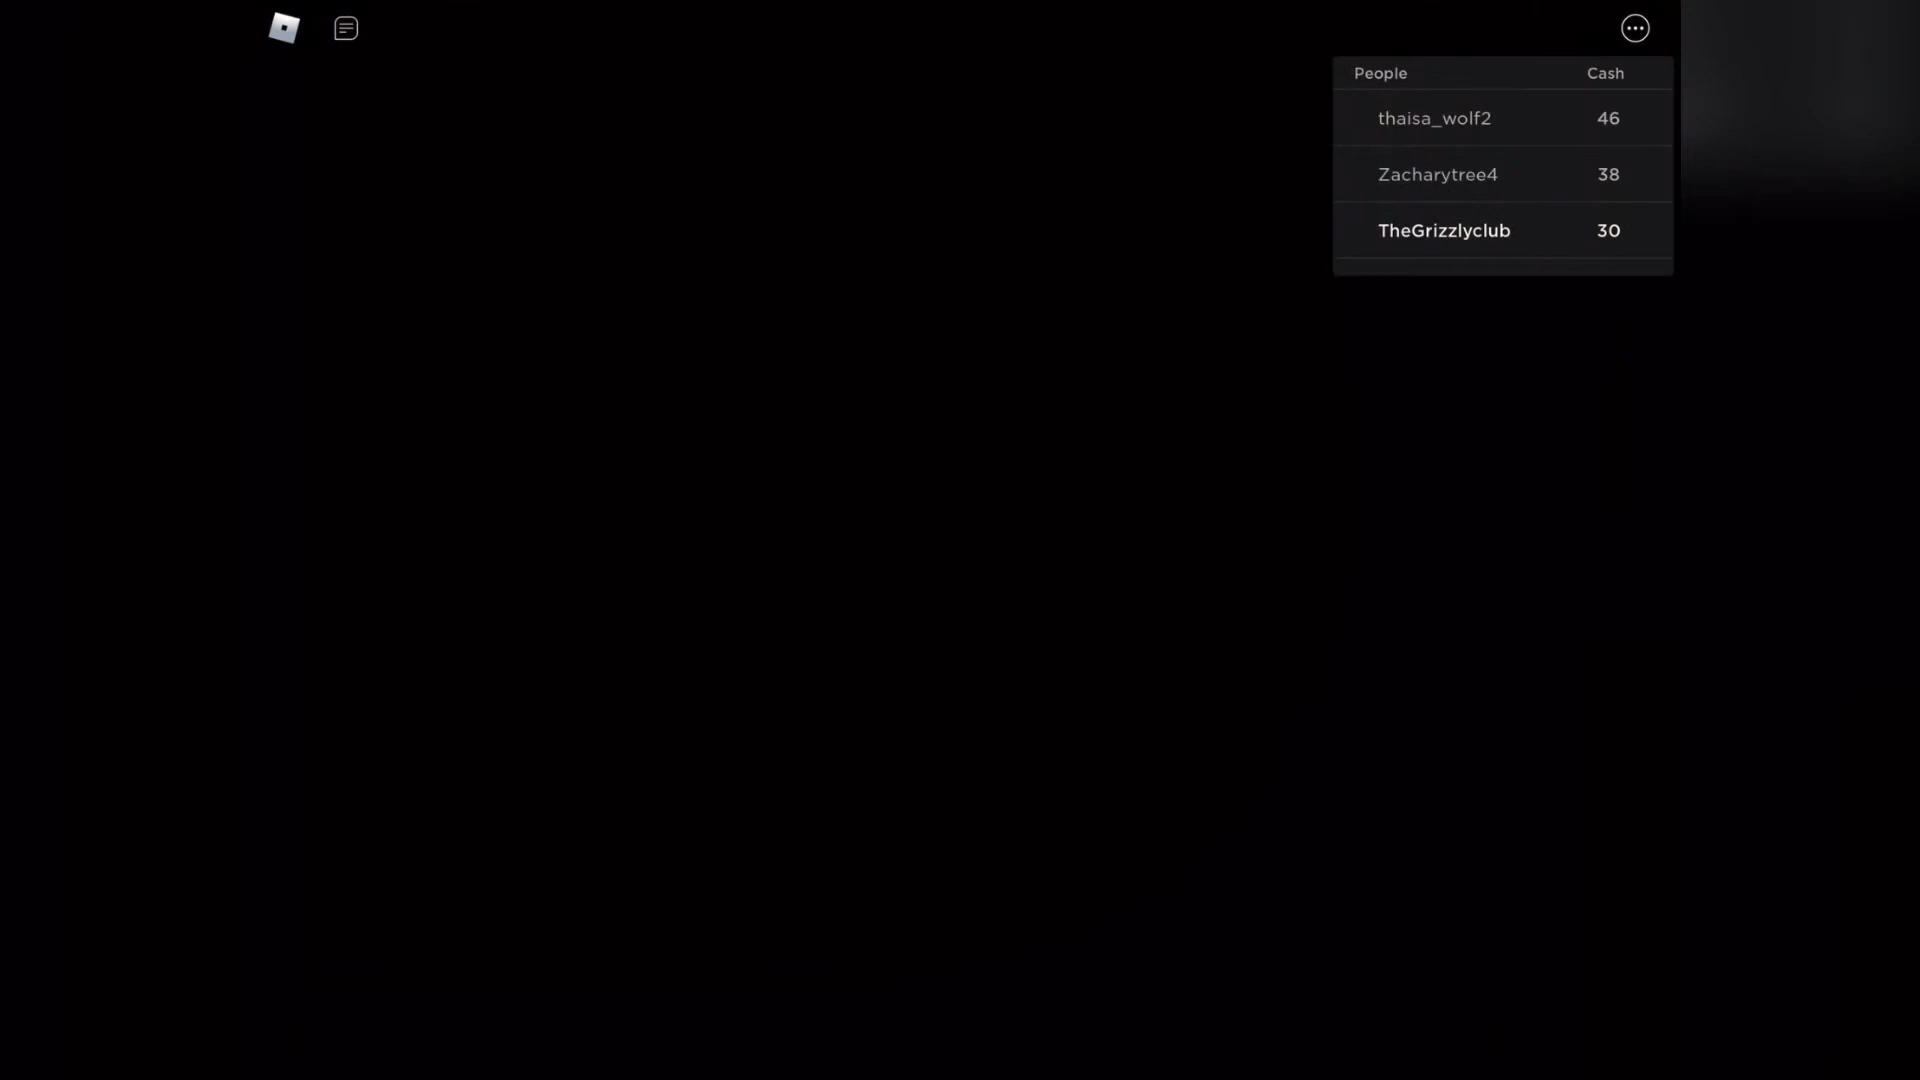 People Cash
thaisa_wolf2 46
Zacharytree4 38
TheGrizzlyclub 30